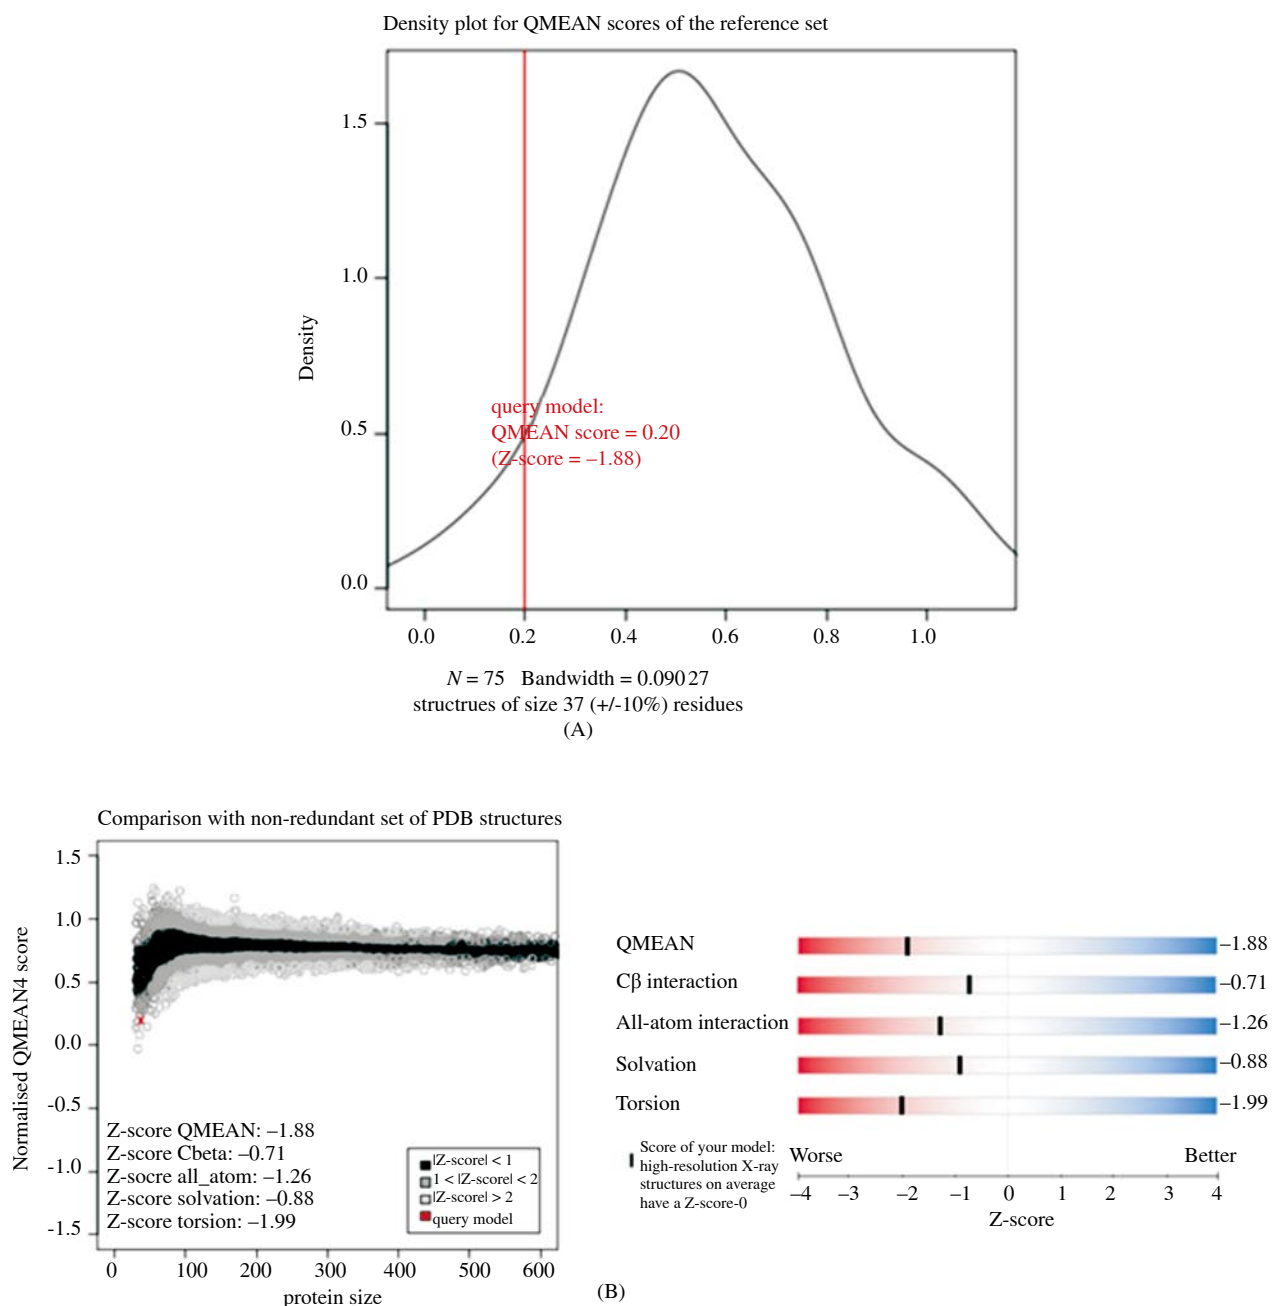 Density plot for QMEAN scores of the reference set
1.5
1.0
0.5
0.0
Density
query model:
QMEAN score = 0.20
(Z-score = –1.88)
0.0 0.2 0.4 0.6 0.8 1.0
N = 75 Bandwidth = 0.09027
structrues of size 37 (+/-10%) residues
(A)
Comparison with non-redundant set of PDB structures
1.5
1.0
0.5
0.0
-0.5
-1.0
-1.5
Normalised QMEAN4 score
Z-score QMEAN: –1.88
Z-score Cbeta: –0.71
Z-socre all_atom: –1.26
Z-score solvation: –0.88
Z-score torsion: –1.99
|Z-score| < 1
1 < |Z-score| < 2
|Z-score| > 2
query model
0 100 200 300 400 500 600
protein size
QMEAN –1.88
Cβ interaction –0.71
All-atom interaction –1.26
Solvation –0.88
Torsion –1.99
Score of your model:
high-resolution X-ray
structures on average
have a Z-score-0
Worse Better
–4 –3 –2 –1 0 1 2 3 4
Z-score
(B)